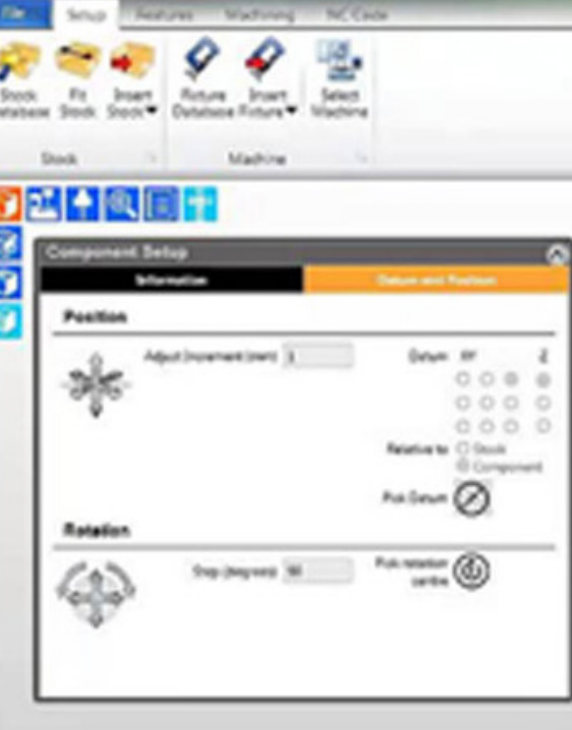 File Setup Features Machining NC Code
Stock Fit Insert Fixture Insert Select
Database Stock Stock Database Fixture Machine
Stock Machine
Component Setup
Information Datum and Position
Position
Adjust Increment (mm) Datum XY Z
Relative to Stock
Component
Pick Datum
Rotation
Step (degrees) 90 Pick rotation
centre